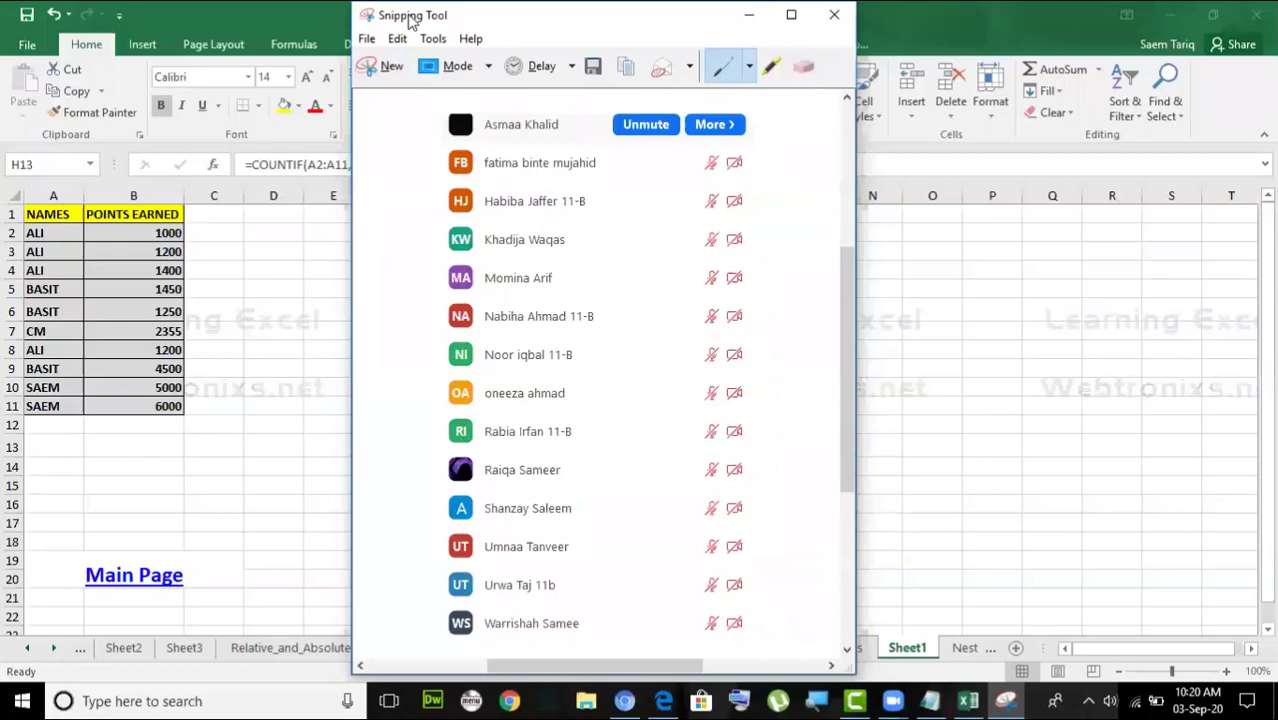 Snipping Tool
File Edit Tools Help
New Mode Delay
Asmaa Khalid Unmute More >
FB fatima binte mujahid
HJ Habiba Jaffer 11-B
KW Khadija Waqas
MA Momina Arif
NA Nabiha Ahmad 11-B
NI Noor iqbal 11-B
OA oneeza ahmad
RI Rabia Irfan 11-B
Raiqa Sameer
A Shanzay Saleem
UT Umnaa Tanveer
UT Urwa Taj 11b
WS Warrishah Samee
File Home Insert Page Layout Formulas D
Saem Tariq Share
Paste Cut
Copy
Format Painter
Clipboard
Calibri 14 A A
B I U A
Font
Cell
Styles
Insert Delete Format
Cells
AutoSum
Fill
Clear
Sort & Filter
Find & Select
Editing
H13 fx =COUNTIF(A2:A11,
A B C D E N O P Q R S T
1 NAMES POINTS EARNED
2 ALI 1000
3 ALI 1200
4 ALI 1400
5 BASIT 1450
6 BASIT 1250
7 CM 2355
8 ALI 1200
9 BASIT 4500
10 SAEM 5000
11 SAEM 6000
12
13
14
15
16
17
18
19
20 Main Page
21
22
ng Excel
onixs.net
Learning Excel
Webtronixs.net
... Sheet2 Sheet3 Relative_and_Absolute s Sheet1 Nest ...
Ready 100%
Type here to search
Dw menu
10:20 AM
03-Sep-20